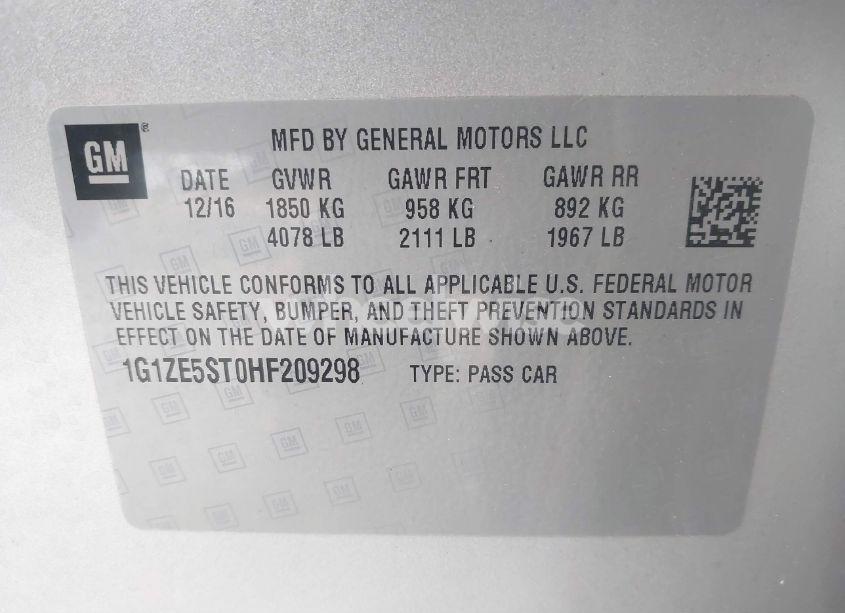 GM
MFD BY GENERAL MOTORS LLC
DATE GVWR GAWR FRT GAWR RR
12/16 1850 KG 958 KG 892 KG
4078 LB 2111 LB 1967 LB
THIS VEHICLE CONFORMS TO ALL APPLICABLE U.S. FEDERAL MOTOR
VEHICLE SAFETY, BUMPER, AND THEFT PREVENTION STANDARDS IN
EFFECT ON THE DATE OF MANUFACTURE SHOWN ABOVE.
1G1ZE5ST0HF209298 TYPE: PASS CAR